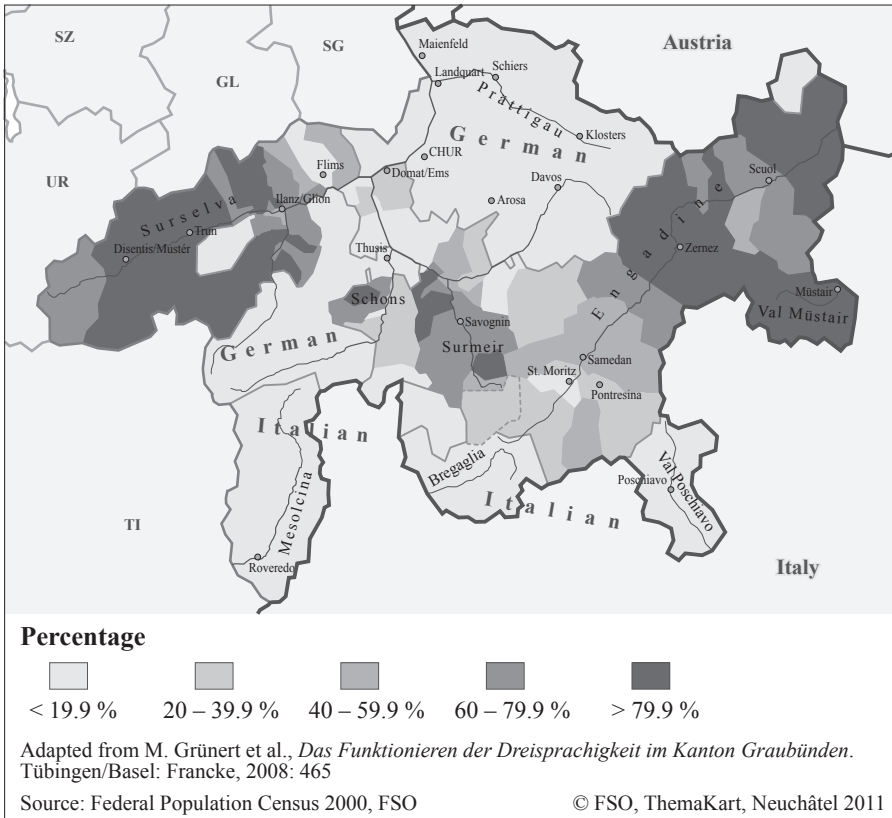 SZ
SG
Austria
GL
UR
TI
Italy
Maienfeld
Landquart
Schiers
Prättigau
Klosters
German
CHUR
Domat/Ems
Flims
Davos
Arosa
Scuol
Ilanz/Glion
Surselva
Trun
Disentis/Mustér
Thusis
Engadine
Zernez
Müstair
Val Müstair
Schons
Savognin
Surmeir
German
Samedan
St. Moritz
Pontresina
Italian
Bregaglia
Italian
Poschiavo
Val Poschiavo
Mesolcina
Roveredo
Percentage
< 19.9 % 20 – 39.9 % 40 – 59.9 % 60 – 79.9 % > 79.9 %
Adapted from M. Grünert et al., Das Funktionieren der Dreisprachigkeit im Kanton Graubünden.
Tübingen/Basel: Francke, 2008: 465
Source: Federal Population Census 2000, FSO © FSO, ThemaKart, Neuchâtel 2011